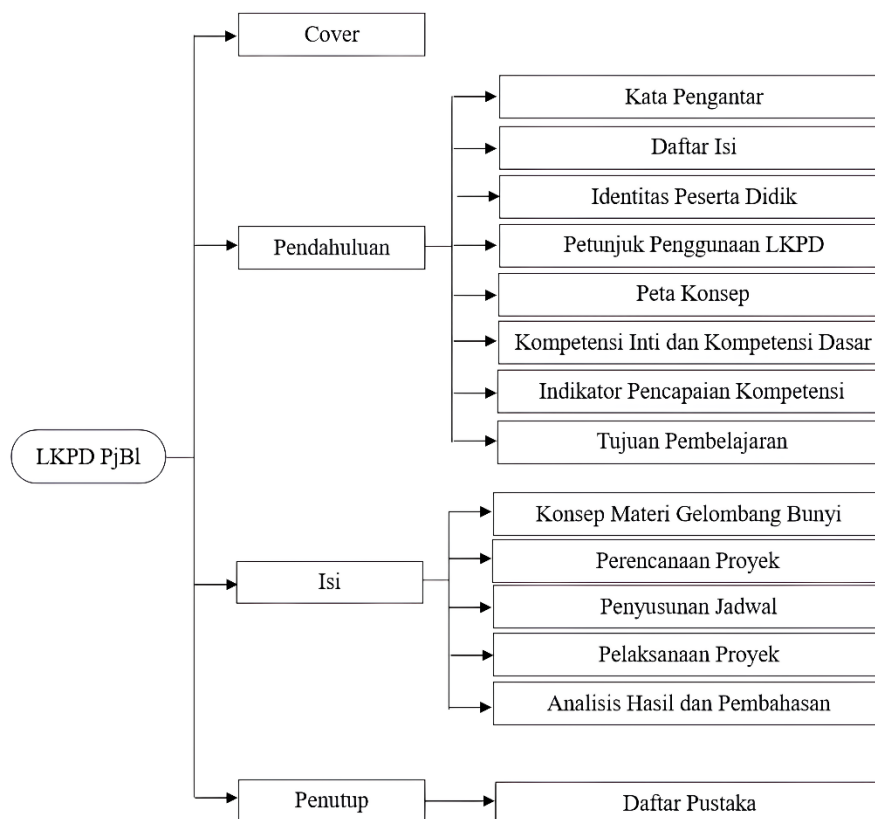 LKPD PjBl
Cover
Pendahuluan
Kata Pengantar
Daftar Isi
Identitas Peserta Didik
Petunjuk Penggunaan LKPD
Peta Konsep
Kompetensi Inti dan Kompetensi Dasar
Indikator Pencapaian Kompetensi
Tujuan Pembelajaran
Isi
Konsep Materi Gelombang Bunyi
Perencanaan Proyek
Penyusunan Jadwal
Pelaksanaan Proyek
Analisis Hasil dan Pembahasan
Penutup
Daftar Pustaka